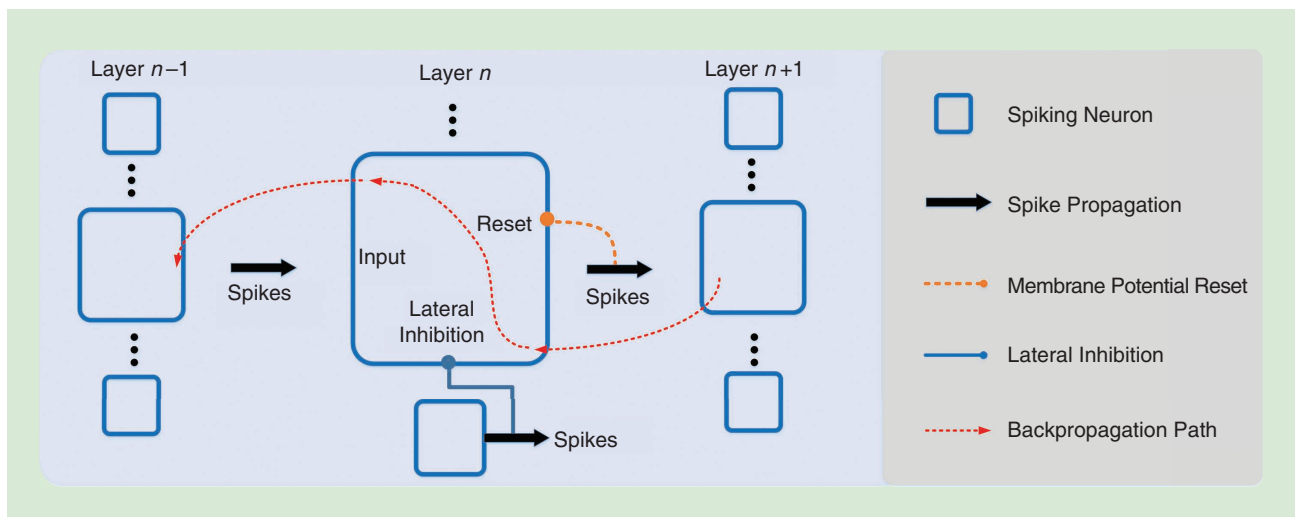 Layer n–1
Layer n
Layer n+1
Reset
Input
Spikes
Spikes
Lateral
Inhibition
Spikes
Spiking Neuron
Spike Propagation
Membrane Potential Reset
Lateral Inhibition
Backpropagation Path